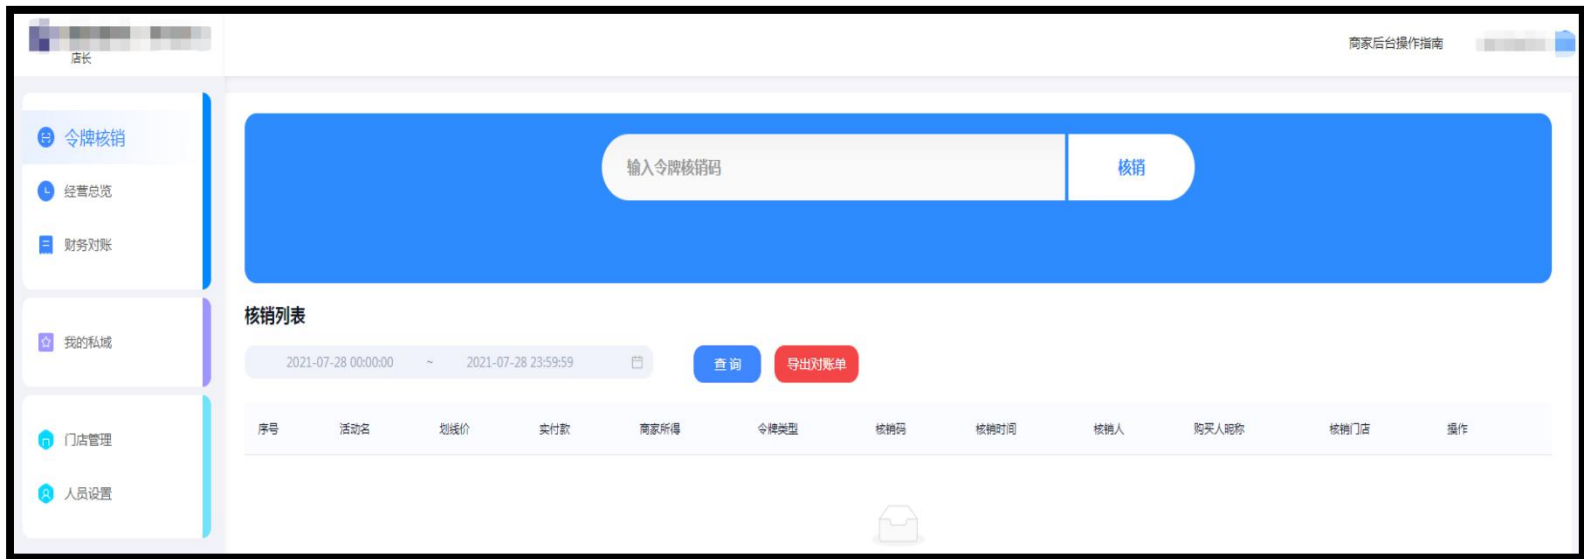 店长
商家后台操作指南
令牌核销
经营总览
财务对账
我的私域
门店管理
人员设置
输入令牌核销码
核销
核销列表
2021-07-28 00:00:00 ~ 2021-07-28 23:59:59
查询
导出对账单
序号 活动名 划线价 实付款 商家所得 令牌类型 核销码 核销时间 核销人 购买人昵称 核销门店 操作